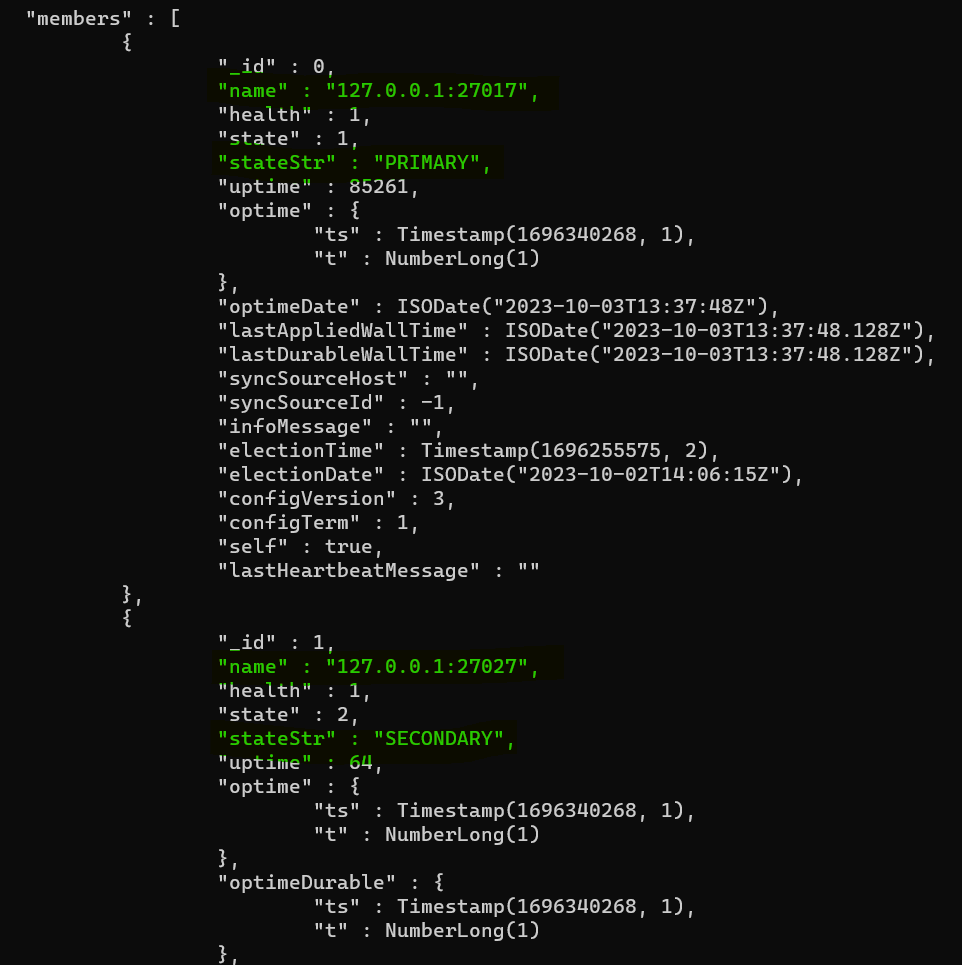 "members" : [
{
"_id" : 0,
"name" : "127.0.0.1:27017",
"health" : 1,
"state" : 1,
"stateStr" : "PRIMARY",
"uptime" : 85261,
"optime" : {
"ts" : Timestamp(1696340268, 1),
"t" : NumberLong(1)
},
"optimeDate" : ISODate("2023-10-03T13:37:48Z"),
"lastAppliedWallTime" : ISODate("2023-10-03T13:37:48.128Z"),
"lastDurableWallTime" : ISODate("2023-10-03T13:37:48.128Z"),
"syncSourceHost" : "",
"syncSourceId" : -1,
"infoMessage" : "",
"electionTime" : Timestamp(1696255575, 2),
"electionDate" : ISODate("2023-10-02T14:06:15Z"),
"configVersion" : 3,
"configTerm" : 1,
"self" : true,
"lastHeartbeatMessage" : ""
},
{
"_id" : 1,
"name" : "127.0.0.1:27027",
"health" : 1,
"state" : 2,
"stateStr" : "SECONDARY",
"uptime" : 64,
"optime" : {
"ts" : Timestamp(1696340268, 1),
"t" : NumberLong(1)
},
"optimeDurable" : {
"ts" : Timestamp(1696340268, 1),
"t" : NumberLong(1)
},